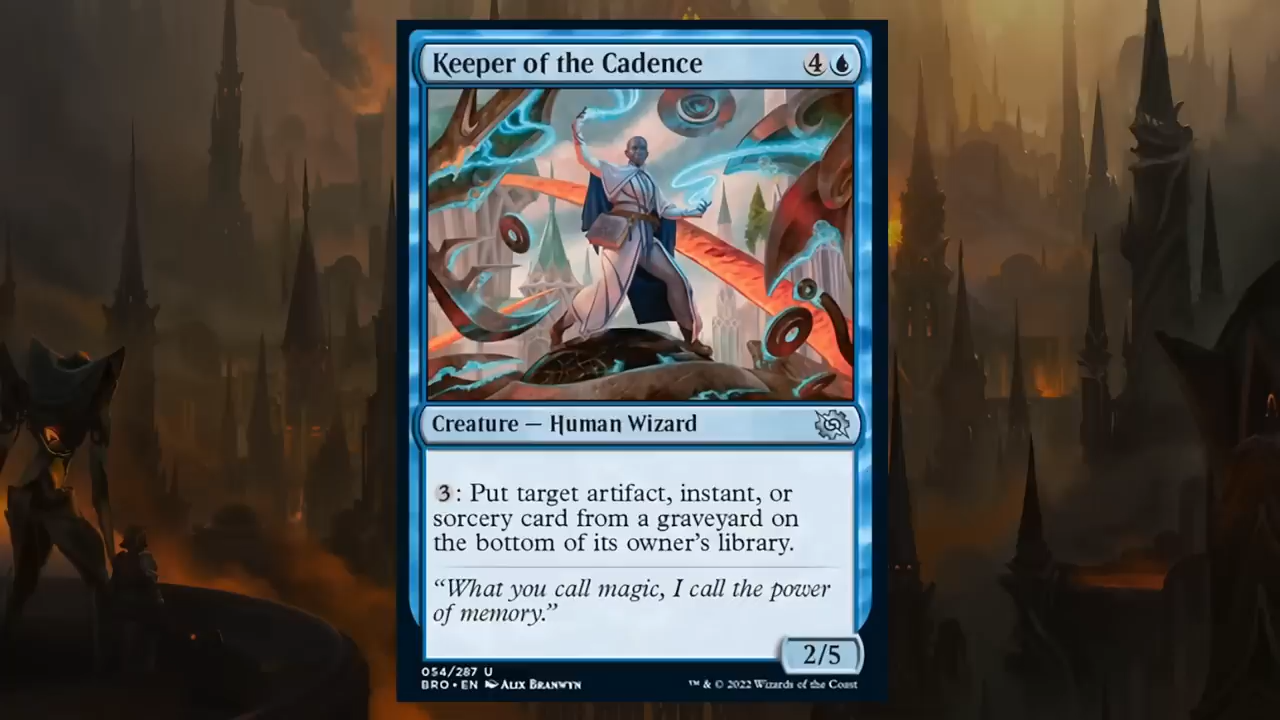 Keeper of the Cadence 4
Creature — Human Wizard
3: Put target artifact, instant, or
sorcery card from a graveyard on
the bottom of its owner's library.
“What you call magic, I call the power
of memory.”
2/5
054/287 U
BRO • EN Alix Branwyn ™ & © 2022 Wizards of the Coast